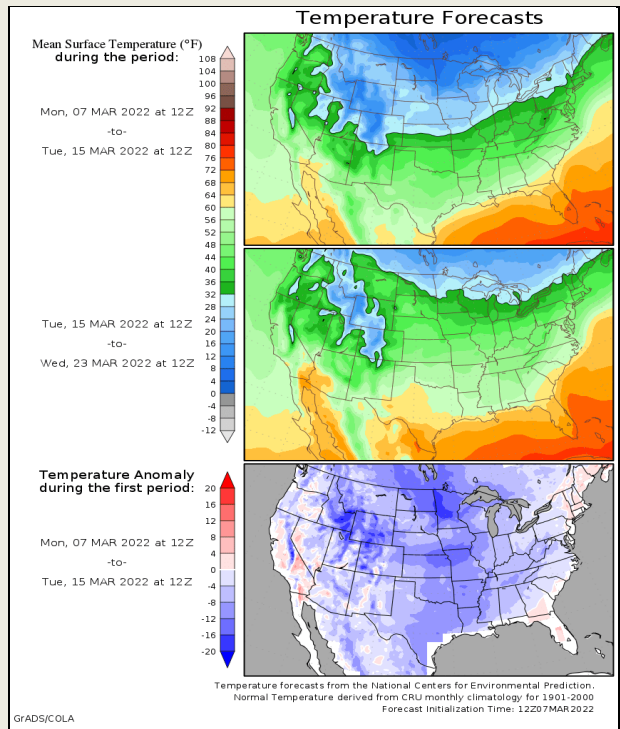 Temperature Forecasts
Mean Surface Temperature (°F)
during the period:
108
104
100
96
92
88
84
80
76
72
68
64
60
56
52
48
44
40
36
32
28
24
20
16
12
8
4
0
-4
-8
-12
Mon, 07 MAR 2022 at 12Z
-to-
Tue, 15 MAR 2022 at 12Z
Tue, 15 MAR 2022 at 12Z
-to-
Wed, 23 MAR 2022 at 12Z
Temperature Anomaly
during the first period:
20
16
12
8
4
0
-4
-8
-12
-16
-20
Mon, 07 MAR 2022 at 12Z
-to-
Tue, 15 MAR 2022 at 12Z
Temperature forecasts from the National Centers for Environmental Prediction.
Normal Temperature derived from CRU monthly climatology for 1901-2000
Forecast Initialization Time: 12Z07MAR2022
GrADS/COLA